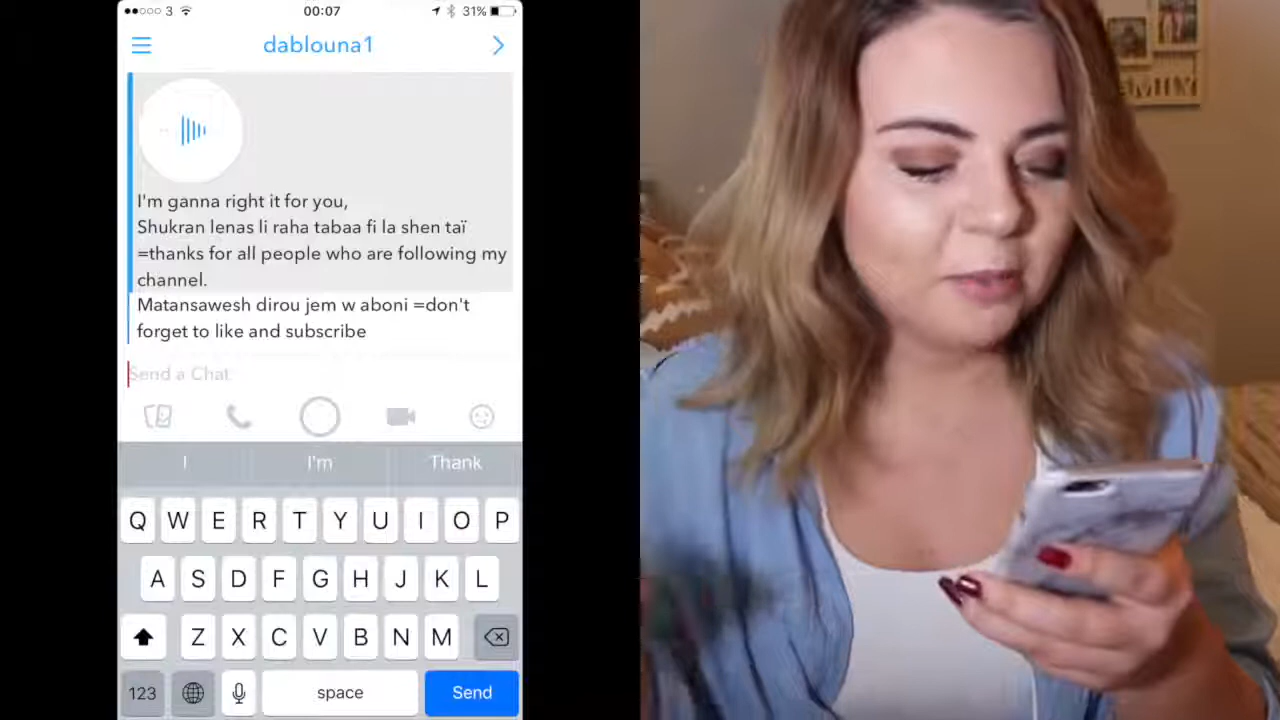 3 00:07 31%
dablouna1
I'm ganna right it for you,
Shukran lenas li raha tabaa fi la shen taï
=thanks for all people who are following my
channel.
Matansawesh dirou jem w aboni =don't
forget to like and subscribe
Send a Chat
I I'm Thank
Q W E R T Y U I O P
A S D F G H J K L
Z X C V B N M
123 space Send